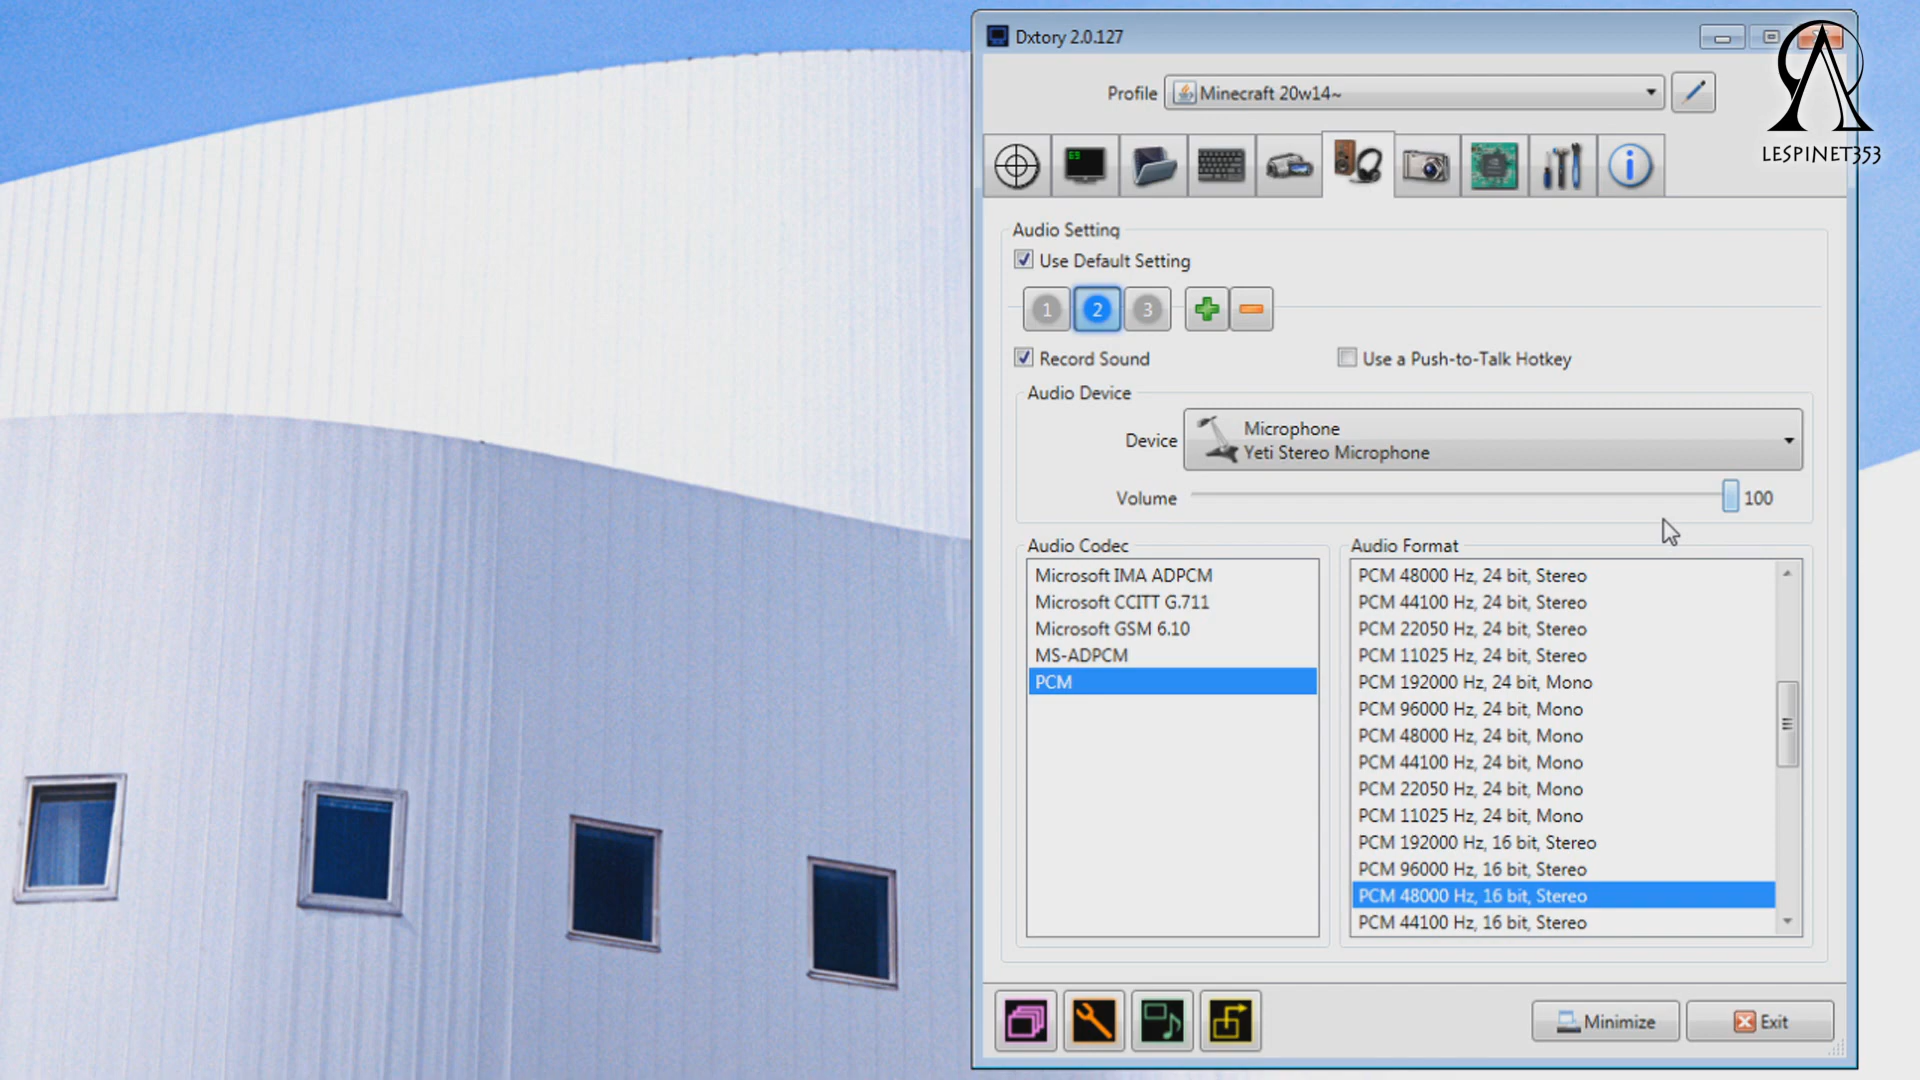 Dxtory 2.0.127
LESPINET353
Profile
Minecraft 20w14~
69
Audio Setting
Use Default Setting
1
2
3
Record Sound
Use a Push-to-Talk Hotkey
Audio Device
Device
Microphone
Yeti Stereo Microphone
Volume
100
Audio Codec
Microsoft IMA ADPCM
Microsoft CCITT G.711
Microsoft GSM 6.10
MS-ADPCM
PCM
Audio Format
PCM 48000 Hz, 24 bit, Stereo
PCM 44100 Hz, 24 bit, Stereo
PCM 22050 Hz, 24 bit, Stereo
PCM 11025 Hz, 24 bit, Stereo
PCM 192000 Hz, 24 bit, Mono
PCM 96000 Hz, 24 bit, Mono
PCM 48000 Hz, 24 bit, Mono
PCM 44100 Hz, 24 bit, Mono
PCM 22050 Hz, 24 bit, Mono
PCM 11025 Hz, 24 bit, Mono
PCM 192000 Hz, 16 bit, Stereo
PCM 96000 Hz, 16 bit, Stereo
PCM 48000 Hz, 16 bit, Stereo
PCM 44100 Hz, 16 bit, Stereo
Minimize
Exit